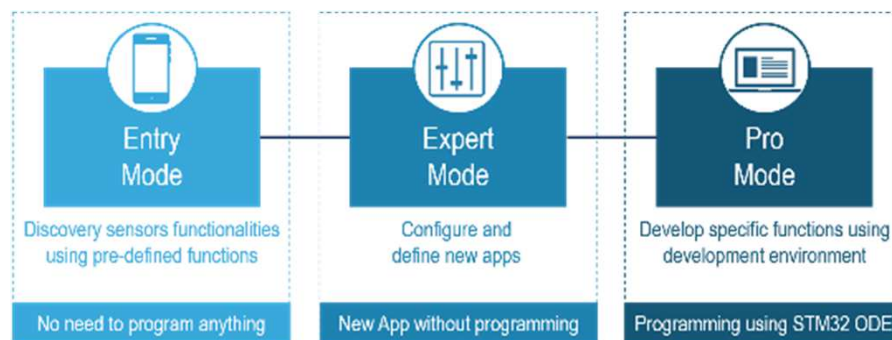 Entry
Mode
Discovery sensors functionalities
using pre-defined functions
No need to program anything
Expert
Mode
Configure and
define new apps
New App without programming
Pro
Mode
Develop specific functions using
development environment
Programming using STM32 ODE